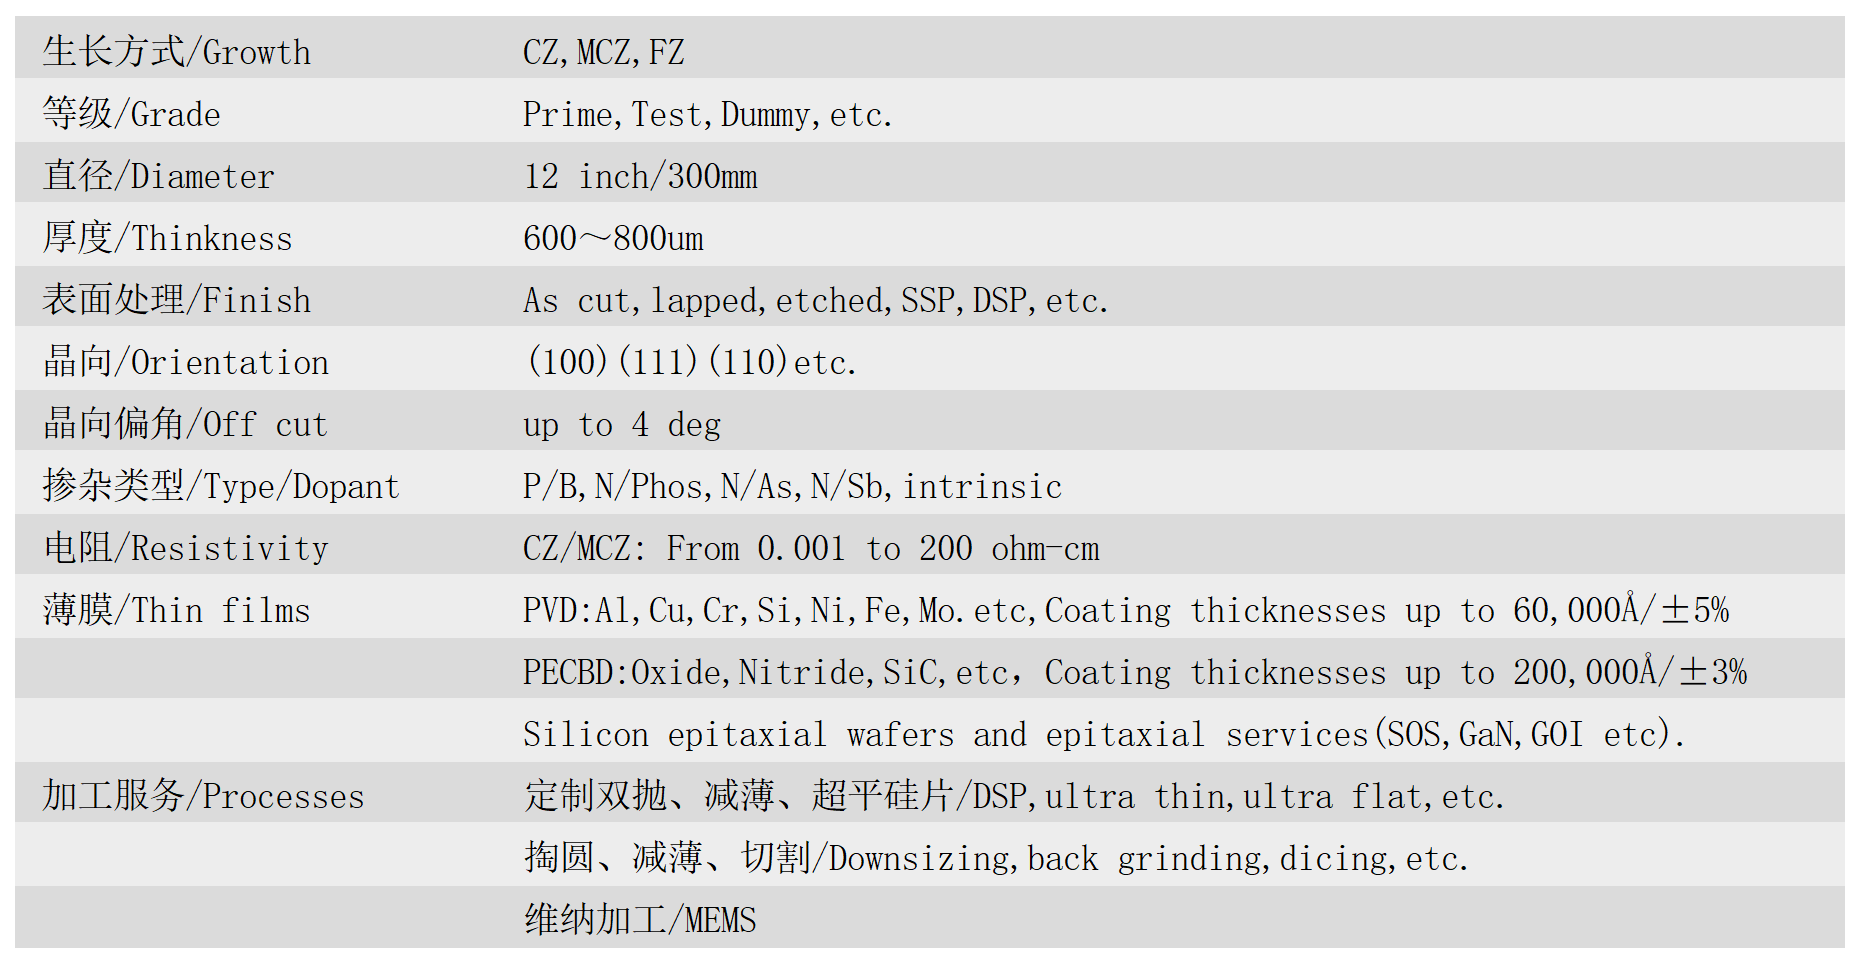 生长方式/Growth CZ,MCZ,FZ
等级/Grade Prime,Test,Dummy,etc.
直径/Diameter 12 inch/300mm
厚度/Thinkness 600～800um
表面处理/Finish As cut,lapped,etched,SSP,DSP,etc.
晶向/Orientation (100)(111)(110)etc.
晶向偏角/Off cut up to 4 deg
掺杂类型/Type/Dopant P/B,N/Phos,N/As,N/Sb,intrinsic
电阻/Resistivity CZ/MCZ: From 0.001 to 200 ohm-cm
薄膜/Thin films PVD:Al,Cu,Cr,Si,Ni,Fe,Mo.etc,Coating thicknesses up to 60,000Å/±5%
PECBD:Oxide,Nitride,SiC,etc，Coating thicknesses up to 200,000Å/±3%
Silicon epitaxial wafers and epitaxial services(SOS,GaN,GOI etc).
加工服务/Processes 定制双抛、减薄、超平硅片/DSP,ultra thin,ultra flat,etc.
掏圆、减薄、切割/Downsizing,back grinding,dicing,etc.
维纳加工/MEMS